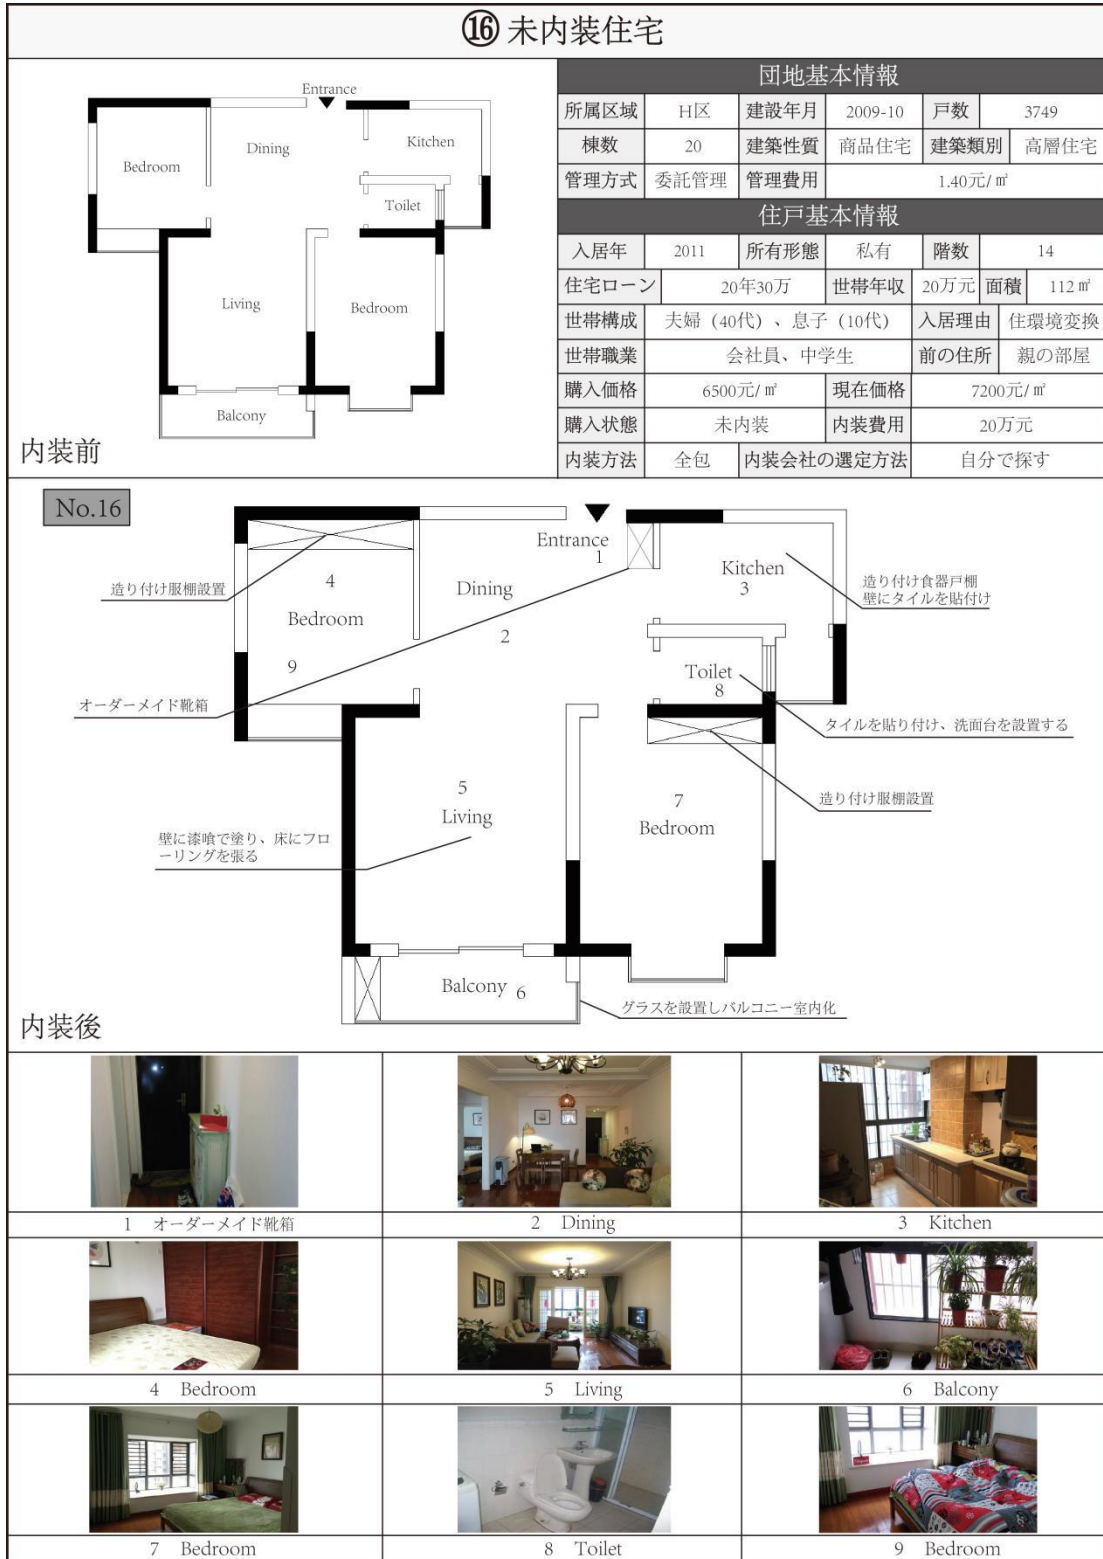 ⑯ 未内装住宅
Entrance
Kitchen
Dining
Bedroom
Toilet
Living
Bedroom
Balcony
内装前
団地基本情報
所属区域 H区 建設年月 2009-10 戸数 3749
棟数 20 建築性質 商品住宅 建築類別 高層住宅
管理方式 委託管理 管理費用 1.40元/㎡
住戸基本情報
入居年 2011 所有形態 私有 階数 14
住宅ローン 20年30万 世帯年収 20万元 面積 112㎡
世帯構成 夫婦（40代）、息子（10代） 入居理由 住環境変換
世帯職業 会社員、中学生 前の住所 親の部屋
購入価格 6500元/㎡ 現在価格 7200元/㎡
購入状態 未内装 内装費用 20万元
内装方法 全包 内装会社の選定方法 自分で探す
No.16
Entrance
1
造り付け服棚設置
4
Bedroom
9
Dining
2
Kitchen
3
造り付け食器戸棚
壁にタイルを貼付け
オーダーメイド靴箱
Toilet
8
タイルを貼り付け、洗面台を設置する
5
Living
7
Bedroom
造り付け服棚設置
壁に漆喰で塗り、床にフロ
ーリングを張る
Balcony 6
グラスを設置しバルコニー室内化
内装後
1 オーダーメイド靴箱
2 Dining
3 Kitchen
4 Bedroom
5 Living
6 Balcony
7 Bedroom
8 Toilet
9 Bedroom